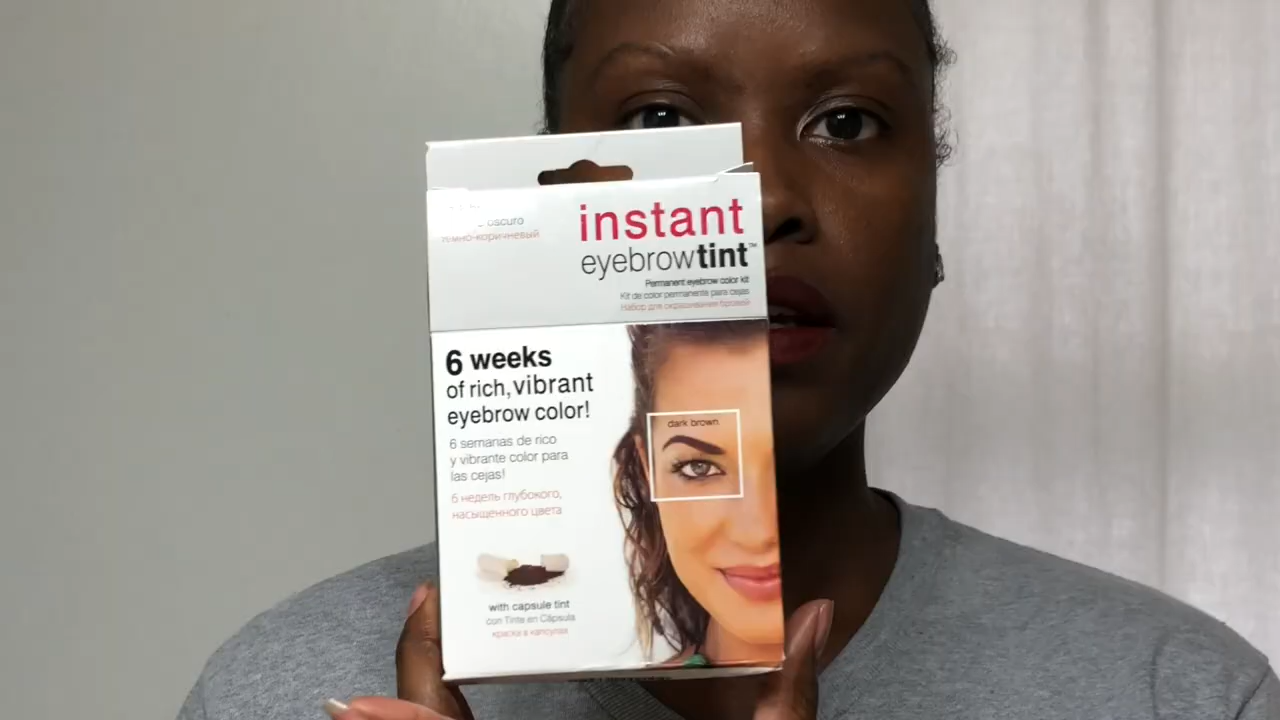 oscuro
темно-коричневый
instant
eyebrowtint™
Permanent eyebrow color kit
Kit de color permanente para cejas
Набор для окрашивания бровей
6 weeks
of rich, vibrant
eyebrow color!
6 semanas de rico
y vibrante color para
las cejas!
6 недель глубокого,
насыщенного цвета
dark brown
with capsule tint
con Tinte en Cápsula
краска в капсулах